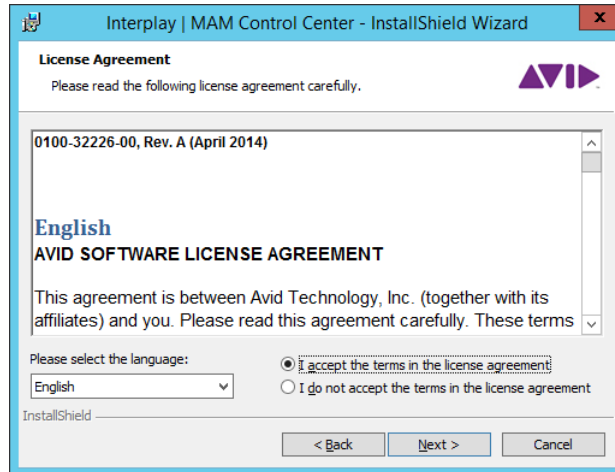 Interplay | MAM Control Center - InstallShield Wizard
x
License Agreement
Please read the following license agreement carefully.
AVID
0100-32226-00, Rev. A (April 2014)
English
AVID SOFTWARE LICENSE AGREEMENT
This agreement is between Avid Technology, Inc. (together with its
affiliates) and you. Please read this agreement carefully. These terms
Please select the language:
English
I accept the terms in the license agreement
I do not accept the terms in the license agreement
InstallShield
< Back
Next >
Cancel